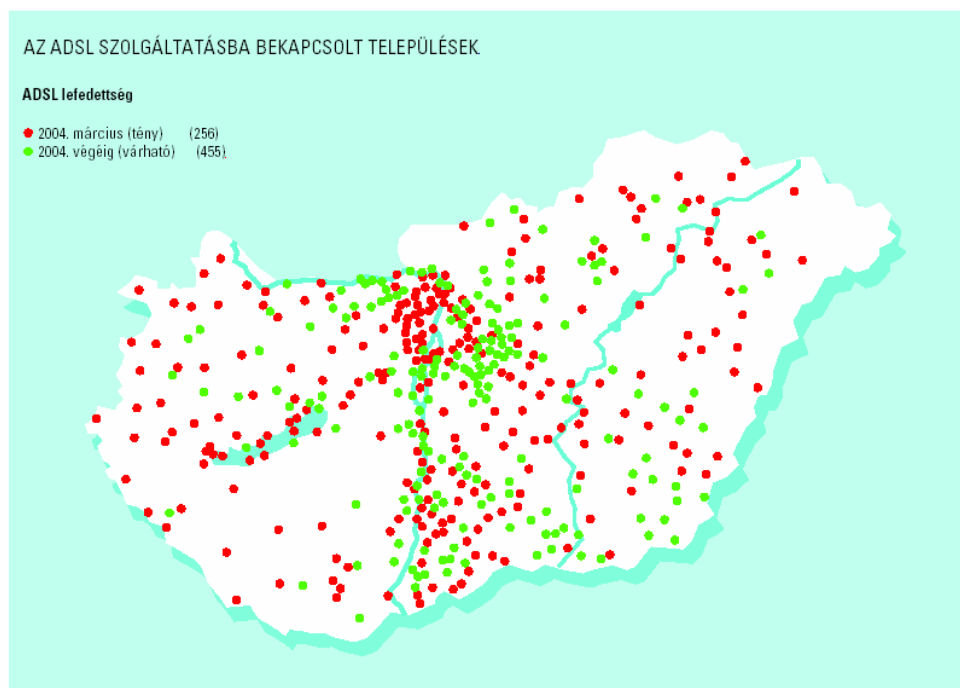 AZ ADSL SZOLGÁLTATÁSBA BEKAPCSOLT TELEPÜLÉSEK
ADSL lefedettség
2004. március (tény) (256)
2004. végéig (várható) (455)